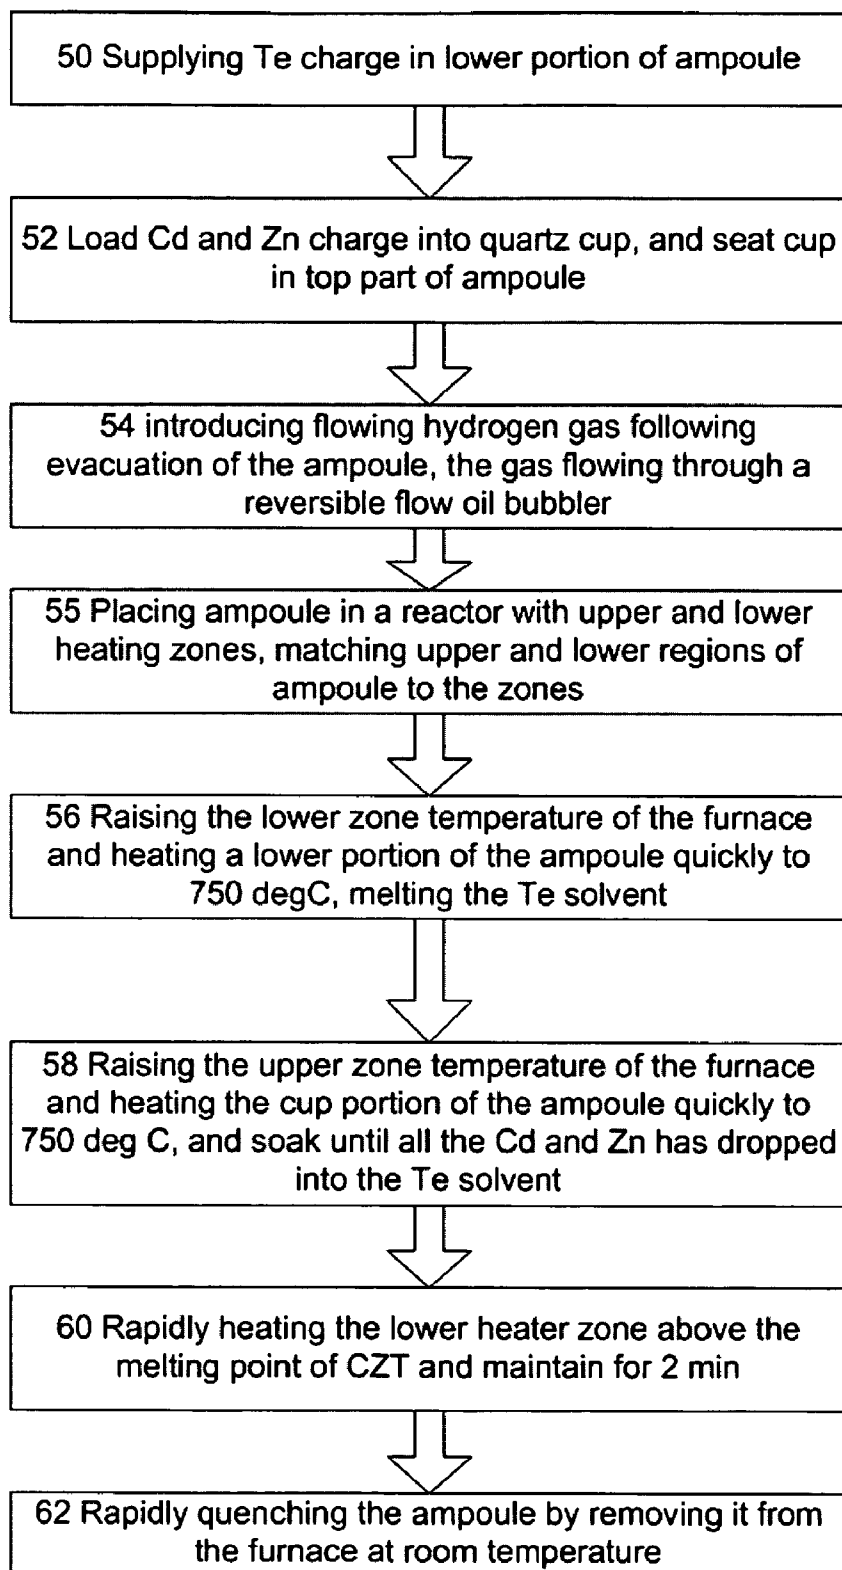 50 Supplying Te charge in lower portion of ampoule
52 Load Cd and Zn charge into quartz cup, and seat cup
in top part of ampoule
54 introducing flowing hydrogen gas following
evacuation of the ampoule, the gas flowing through a
reversible flow oil bubbler
55 Placing ampoule in a reactor with upper and lower
heating zones, matching upper and lower regions of
ampoule to the zones
56 Raising the lower zone temperature of the furnace
and heating a lower portion of the ampoule quickly to
750 degC, melting the Te solvent
58 Raising the upper zone temperature of the furnace
and heating the cup portion of the ampoule quickly to
750 deg C, and soak until all the Cd and Zn has dropped
into the Te solvent
60 Rapidly heating the lower heater zone above the
melting point of CZT and maintain for 2 min
62 Rapidly quenching the ampoule by removing it from
the furnace at room temperature